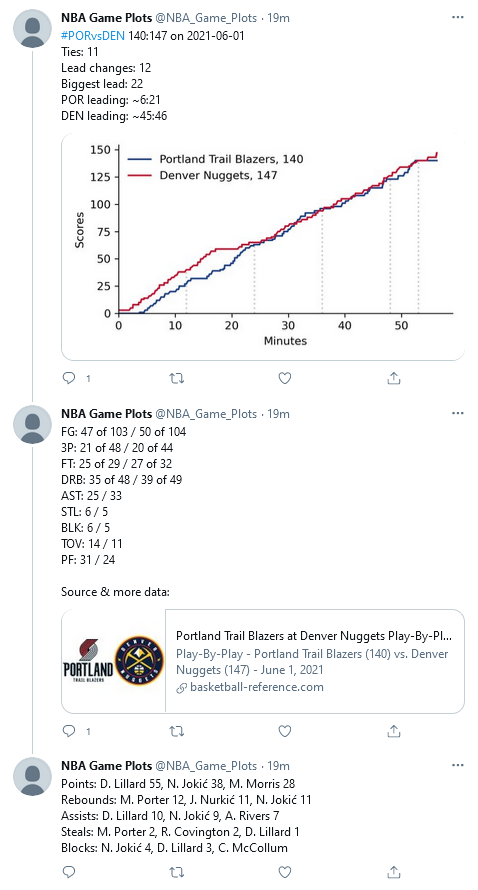 NBA Game Plots @NBA_Game_Plots · 19m
#PORvsDEN 140:147 on 2021-06-01
Ties: 11
Lead changes: 12
Biggest lead: 22
POR leading: ~6:21
DEN leading: ~45:46
Portland Trail Blazers, 140
Denver Nuggets, 147
Scores
150
125
100
75
50
25
0
0 10 20 30 40 50
Minutes
1
NBA Game Plots @NBA_Game_Plots · 19m
FG: 47 of 103 / 50 of 104
3P: 21 of 48 / 20 of 44
FT: 25 of 29 / 27 of 32
DRB: 35 of 48 / 39 of 49
AST: 25 / 33
STL: 6 / 5
BLK: 6 / 5
TOV: 14 / 11
PF: 31 / 24
Source & more data:
PORTLAND
TRAIL BLAZERS
DENVER
NUGGETS
Portland Trail Blazers at Denver Nuggets Play-By-Pl...
Play-By-Play - Portland Trail Blazers (140) vs. Denver
Nuggets (147) - June 1, 2021
basketball-reference.com
1
NBA Game Plots @NBA_Game_Plots · 19m
Points: D. Lillard 55, N. Jokić 38, M. Morris 28
Rebounds: M. Porter 12, J. Nurkić 11, N. Jokić 11
Assists: D. Lillard 10, N. Jokić 9, A. Rivers 7
Steals: M. Porter 2, R. Covington 2, D. Lillard 1
Blocks: N. Jokić 4, D. Lillard 3, C. McCollum